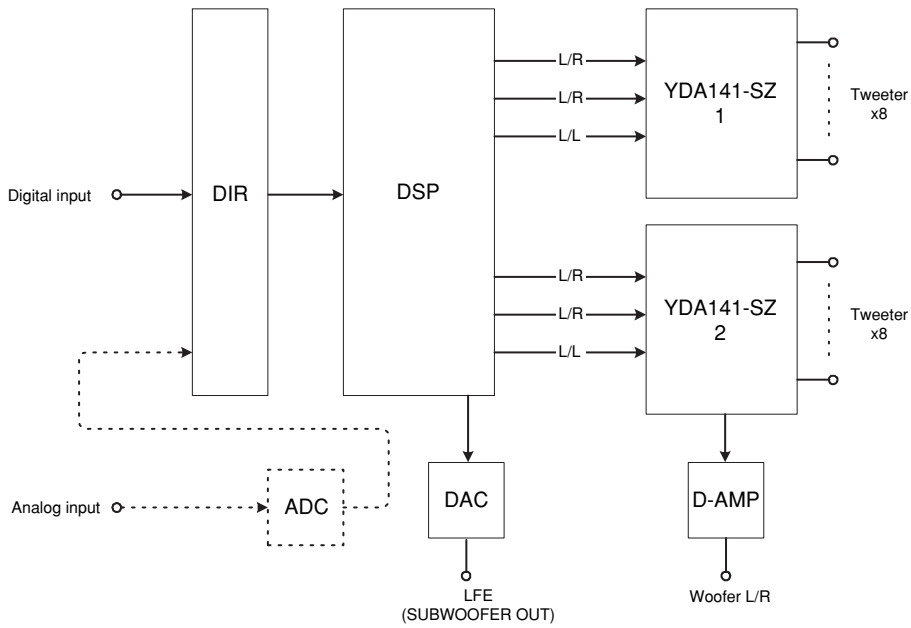 L/R
L/R
L/L
YDA141-SZ
1
Tweeter
x8
Digital input
DIR
DSP
L/R
L/R
L/L
YDA141-SZ
2
Tweeter
x8
Analog input
ADC
DAC
D-AMP
LFE
(SUBWOOFER OUT)
Woofer L/R